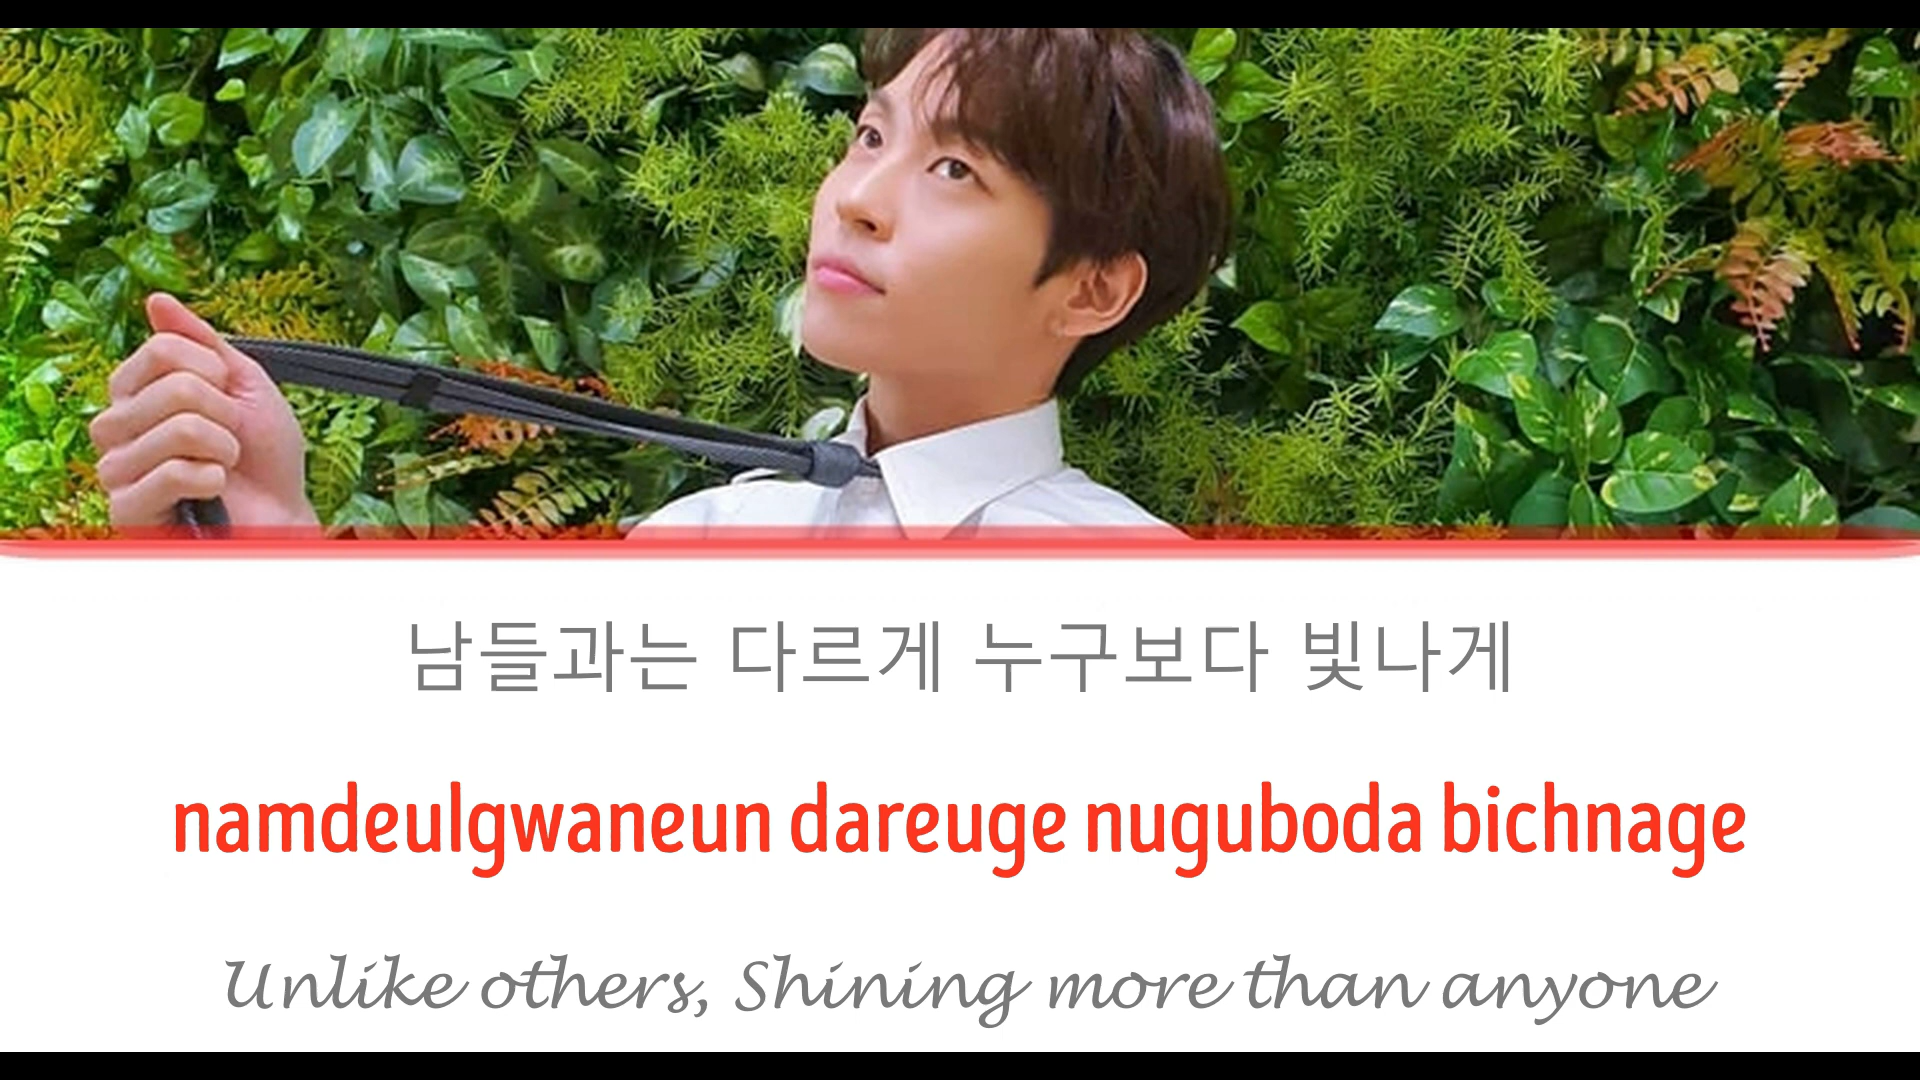 남들과는 다르게 누구보다 빛나게
namdeulgwaneun dareuge nuguboda bichnage
Unlike others, Shining more than anyone